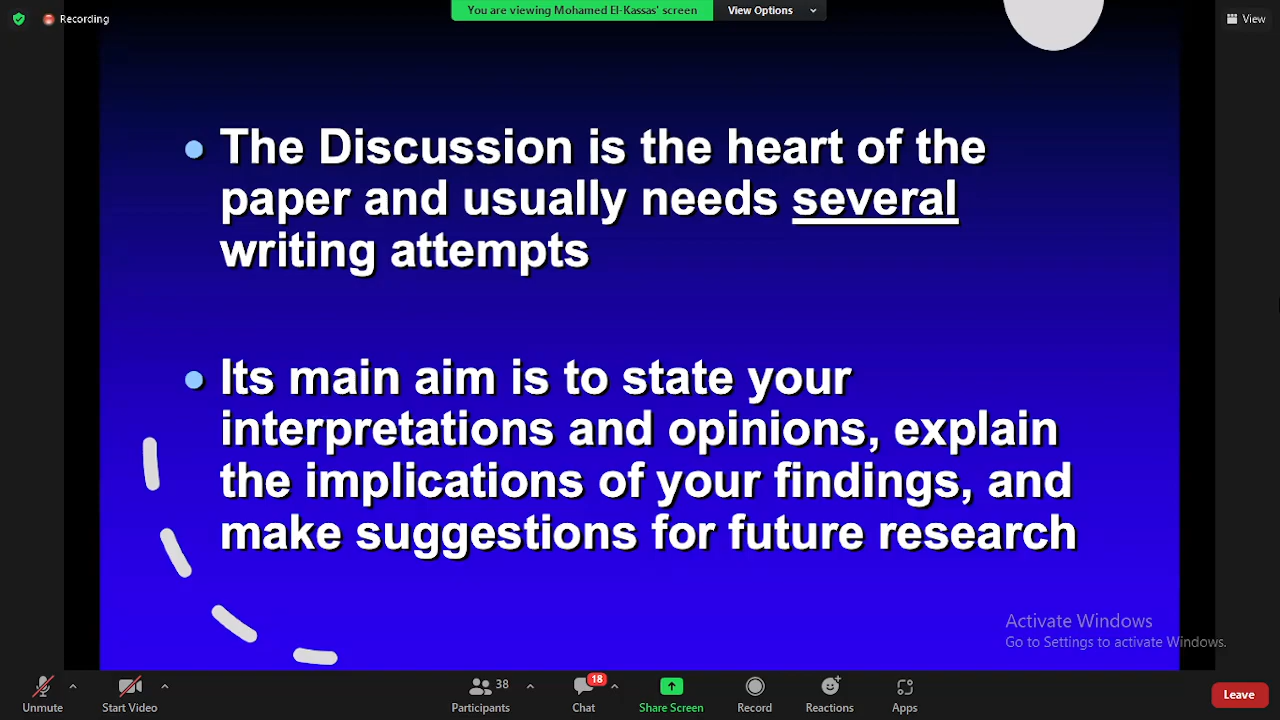 Recording
You are viewing Mohamed El-Kassas' screen
View Options
View
The Discussion is the heart of the
paper and usually needs several
writing attempts
Its main aim is to state your
interpretations and opinions, explain
the implications of your findings, and
make suggestions for future research
Activate Windows
Go to Settings to activate Windows.
Unmute
Start Video
38
Participants
18
Chat
Share Screen
Record
Reactions
Apps
Leave